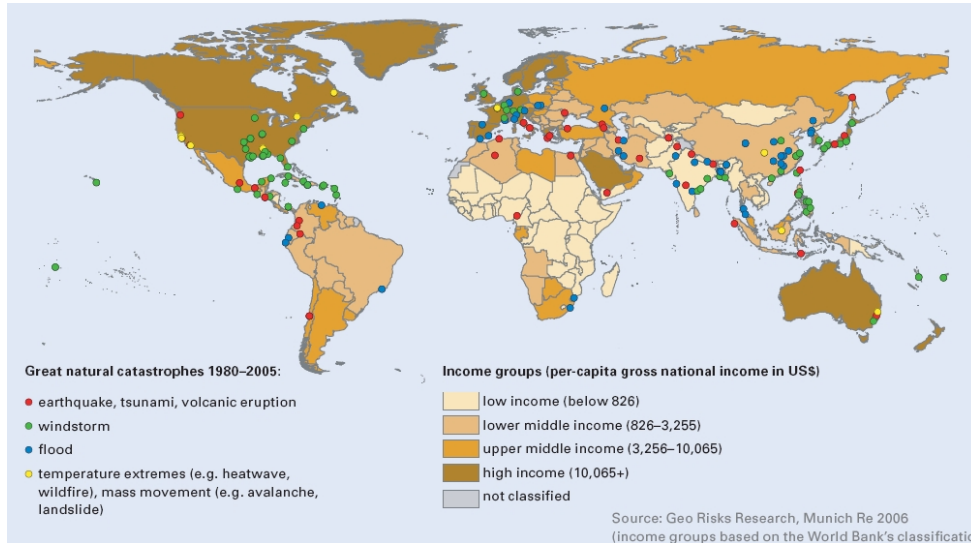 Great natural catastrophes 1980–2005:
earthquake, tsunami, volcanic eruption
windstorm
flood
temperature extremes (e.g. heatwave,
wildfire), mass movement (e.g. avalanche,
landslide)
Income groups (per-capita gross national income in US$)
low income (below 826)
lower middle income (826–3,255)
upper middle income (3,256–10,065)
high income (10,065+)
not classified
Source: Geo Risks Research, Munich Re 2006
(income groups based on the World Bank's classificatio